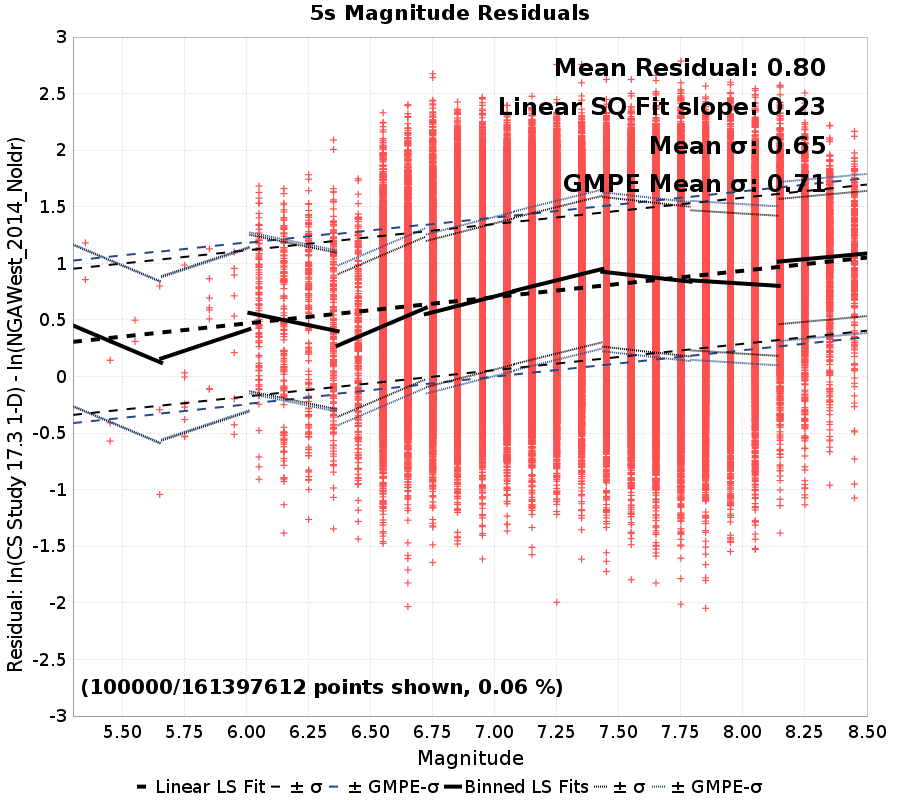 5s Magnitude Residuals
Residual: ln(CS Study 17.3 1-D) - ln(NGAWest_2014_NoIdr)
3
2.5
2
1.5
1
0.5
0
-0.5
-1
-1.5
-2
-2.5
-3
Mean Residual: 0.80
Linear SQ Fit slope: 0.23
Mean σ: 0.65
GMPE Mean σ: 0.71
(100000/161397612 points shown, 0.06 %)
5.50 5.75 6.00 6.25 6.50 6.75 7.00 7.25 7.50 7.75 8.00 8.25 8.50
Magnitude
Linear LS Fit ± σ ± GMPE-σ Binned LS Fits ± σ ± GMPE-σ